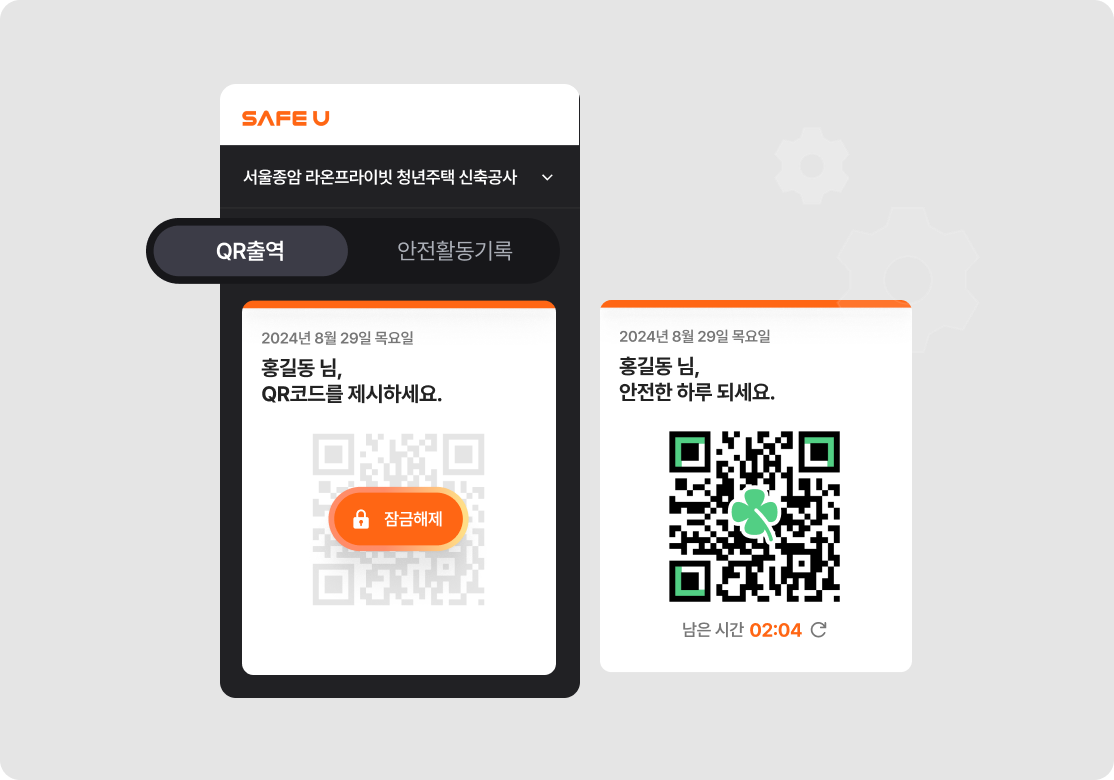 SAFE U
서울종암 라온프라이빗 청년주택 신축공사
QR출역
안전활동기록
2024년 8월 29일 목요일
홍길동 님,
QR코드를 제시하세요.
잠금해제
2024년 8월 29일 목요일
홍길동 님,
안전한 하루 되세요.
남은 시간 02:04